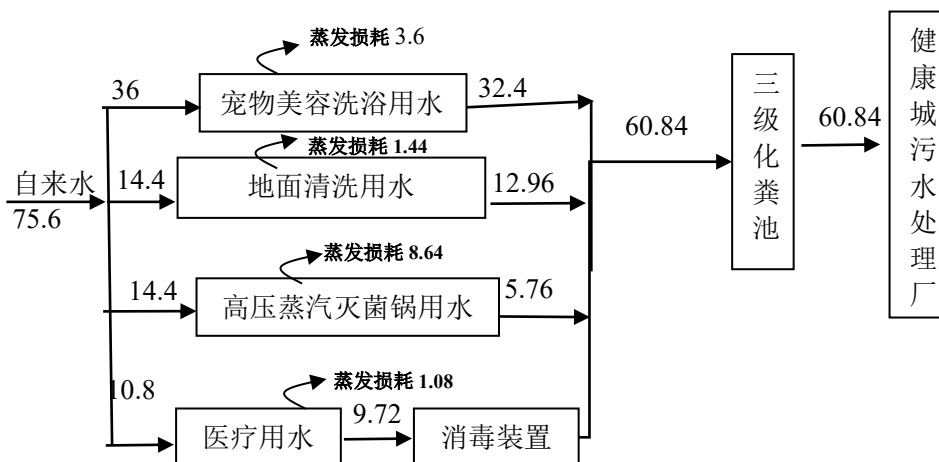 蒸发损耗 3.6
36
宠物美容洗浴用水
32.4
蒸发损耗 1.44
自来水
75.6
14.4
地面清洗用水
12.96
60.84
三级化粪池
60.84
健康城污水处理厂
蒸发损耗 8.64
14.4
高压蒸汽灭菌锅用水
5.76
蒸发损耗 1.08
10.8
医疗用水
9.72
消毒装置